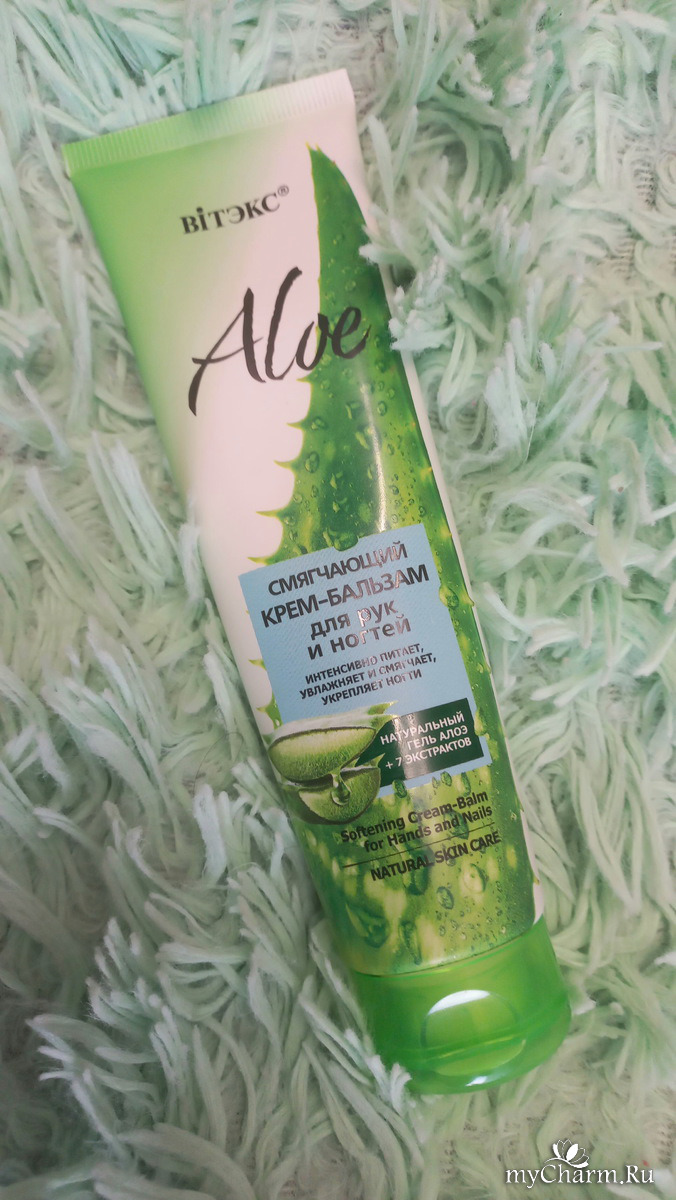 ВІТЭКС®
Aloe
СМЯГЧАЮЩИЙ
КРЕМ-БАЛЬЗАМ
для рук
и ногтей
ИНТЕНСИВНО ПИТАЕТ,
УВЛАЖНЯЕТ И СМЯГЧАЕТ,
УКРЕПЛЯЕТ НОГТИ
НАТУРАЛЬНЫЙ
ГЕЛЬ АЛОЭ
+ 7 ЭКСТРАКТОВ
Softening Cream-Balm
for Hands and Nails
NATURAL SKIN CARE
myCharm.Ru